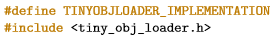 #define TINYOBJLOADER_IMPLEMENTATION
#include <tiny_obj_loader.h>